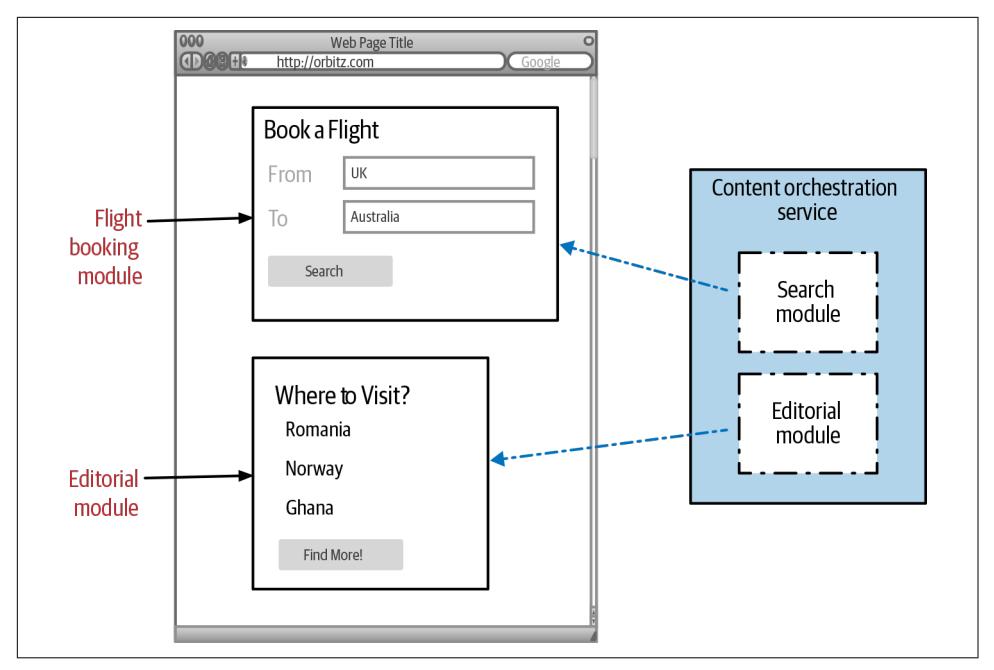 Web Page Title
http://orbitz.com
Google
Book a Flight
From
UK
To
Australia
Search
Flight
booking
module
Where to Visit?
Romania
Norway
Ghana
Find More!
Editorial
module
Content orchestration
service
Search
module
Editorial
module